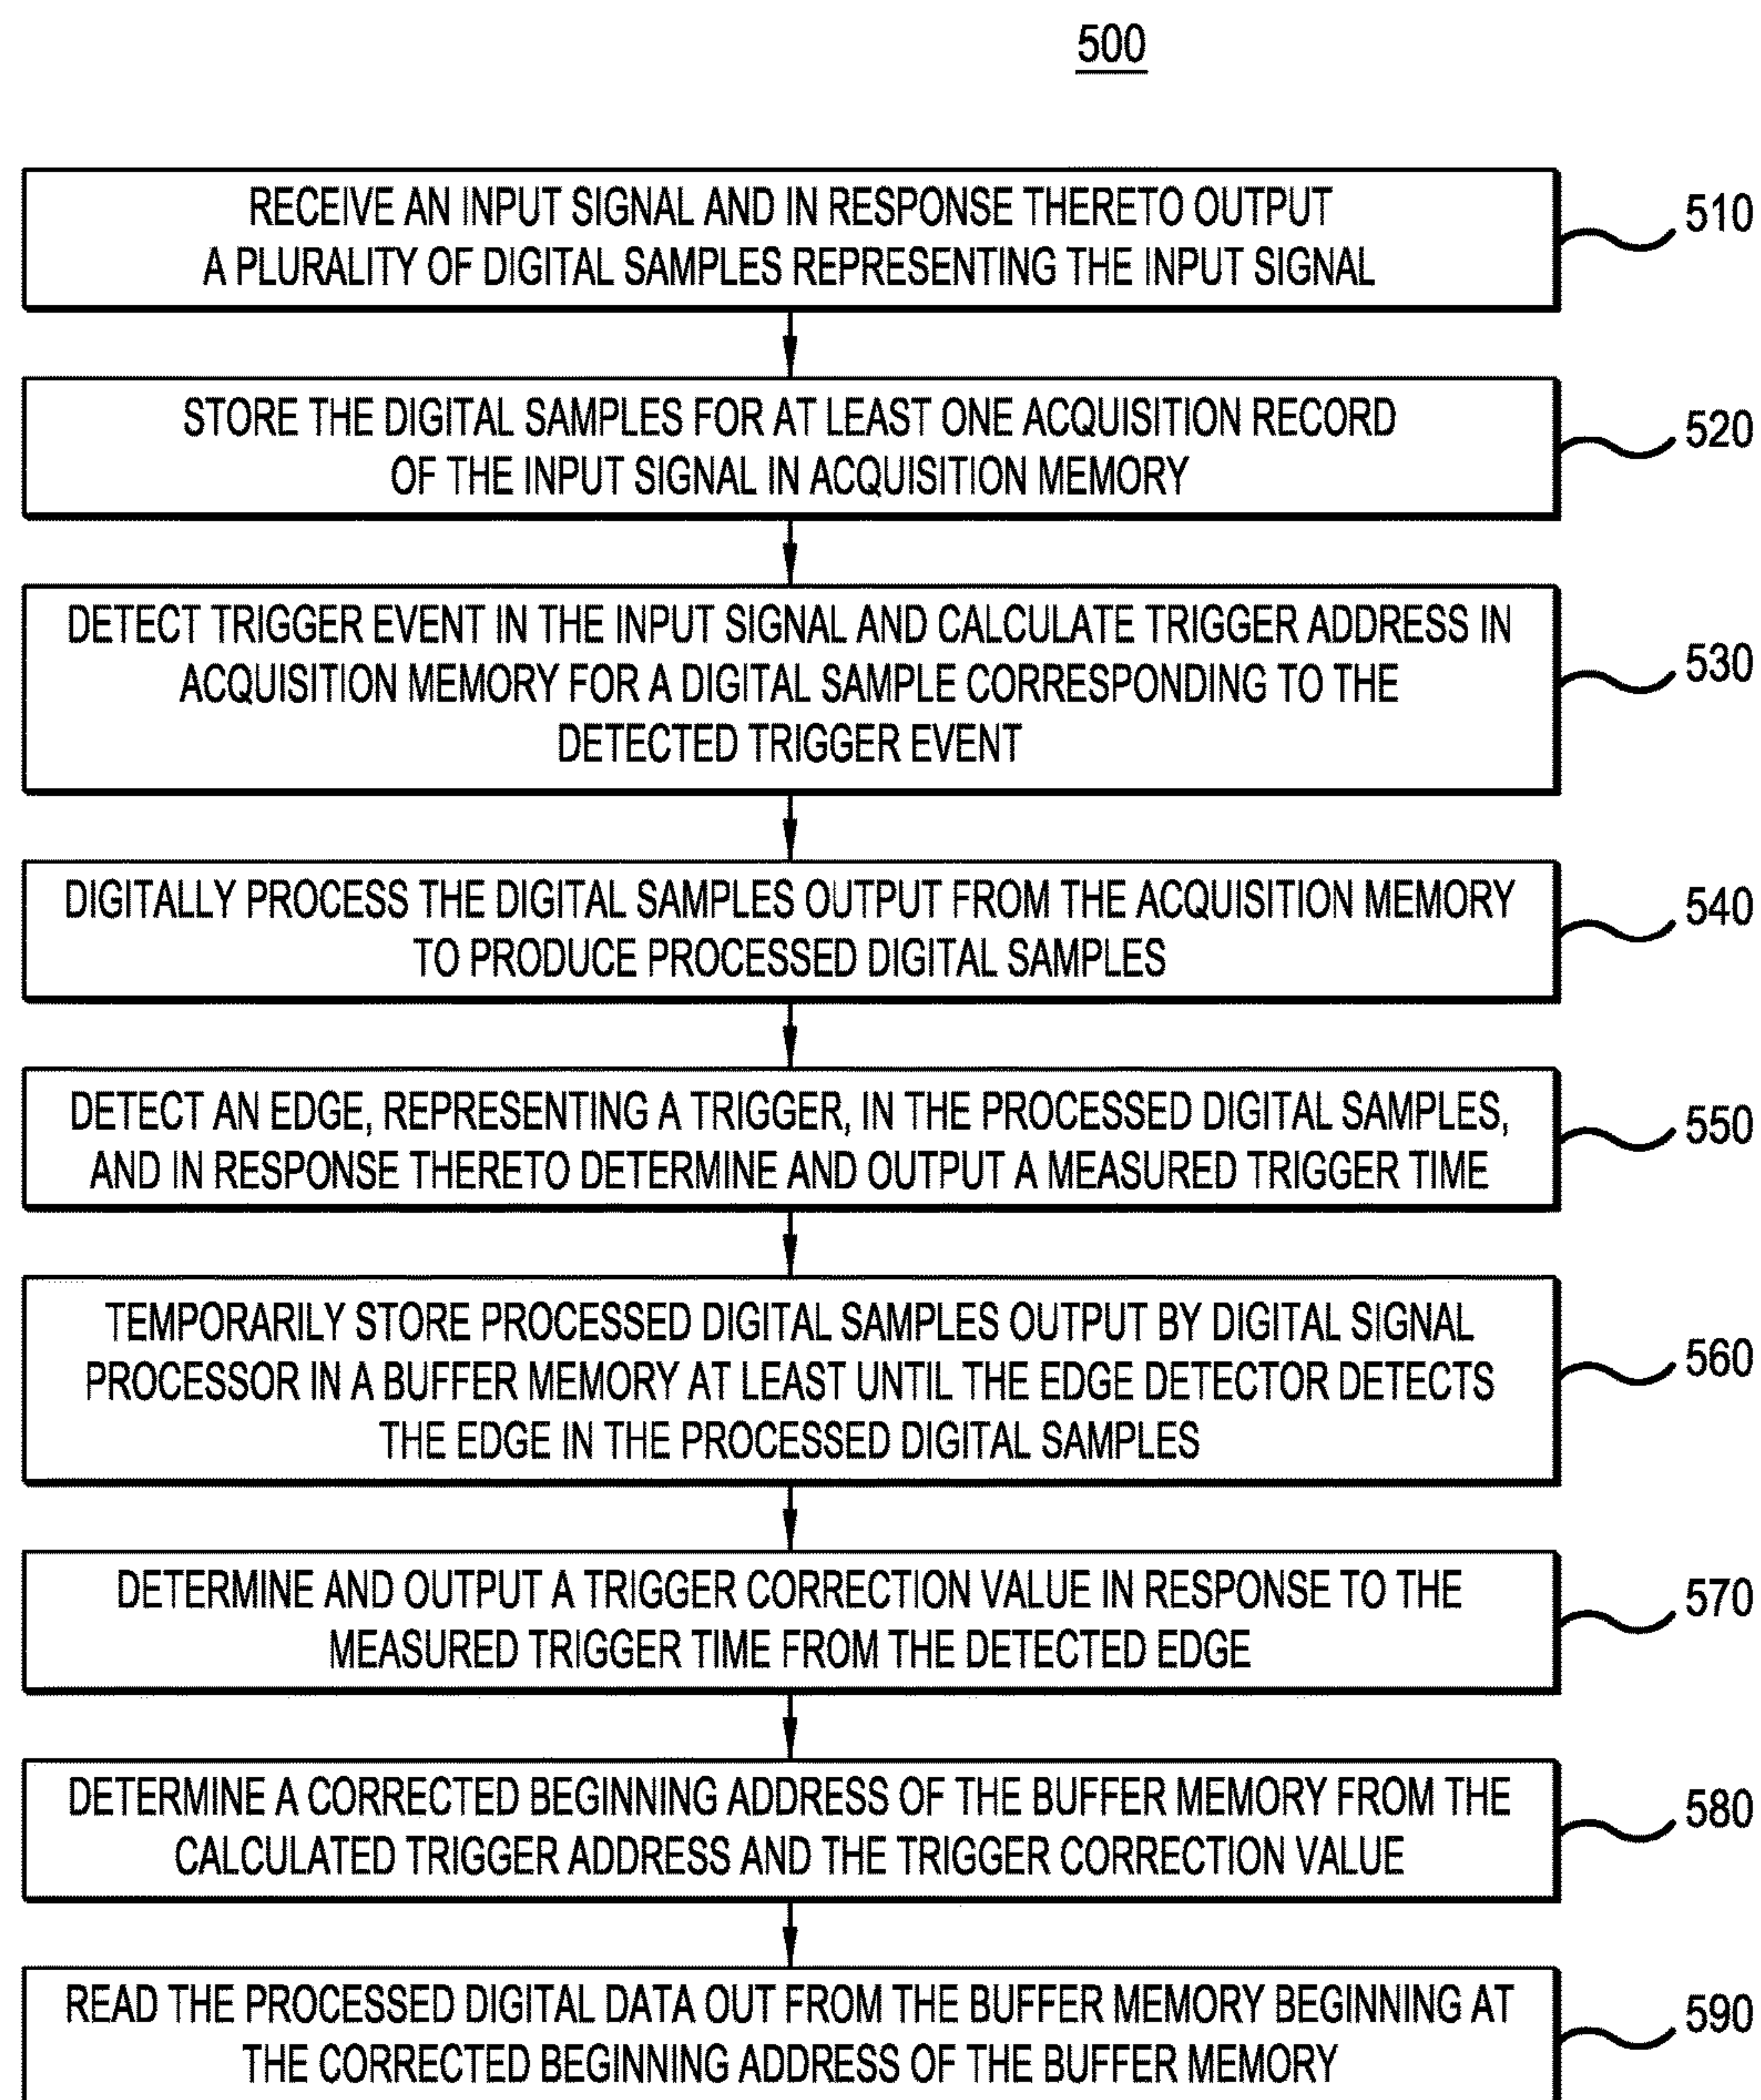 500
RECEIVE AN INPUT SIGNAL AND IN RESPONSE THERETO OUTPUT
A PLURALITY OF DIGITAL SAMPLES REPRESENTING THE INPUT SIGNAL
510
STORE THE DIGITAL SAMPLES FOR AT LEAST ONE ACQUISITION RECORD
OF THE INPUT SIGNAL IN ACQUISITION MEMORY
520
DETECT TRIGGER EVENT IN THE INPUT SIGNAL AND CALCULATE TRIGGER ADDRESS IN
ACQUISITION MEMORY FOR A DIGITAL SAMPLE CORRESPONDING TO THE
DETECTED TRIGGER EVENT
530
DIGITALLY PROCESS THE DIGITAL SAMPLES OUTPUT FROM THE ACQUISITION MEMORY
TO PRODUCE PROCESSED DIGITAL SAMPLES
540
DETECT AN EDGE, REPRESENTING A TRIGGER, IN THE PROCESSED DIGITAL SAMPLES,
AND IN RESPONSE THERETO DETERMINE AND OUTPUT A MEASURED TRIGGER TIME
550
TEMPORARILY STORE PROCESSED DIGITAL SAMPLES OUTPUT BY DIGITAL SIGNAL
PROCESSOR IN A BUFFER MEMORY AT LEAST UNTIL THE EDGE DETECTOR DETECTS
THE EDGE IN THE PROCESSED DIGITAL SAMPLES
560
DETERMINE AND OUTPUT A TRIGGER CORRECTION VALUE IN RESPONSE TO THE
MEASURED TRIGGER TIME FROM THE DETECTED EDGE
570
DETERMINE A CORRECTED BEGINNING ADDRESS OF THE BUFFER MEMORY FROM THE
CALCULATED TRIGGER ADDRESS AND THE TRIGGER CORRECTION VALUE
580
READ THE PROCESSED DIGITAL DATA OUT FROM THE BUFFER MEMORY BEGINNING AT
THE CORRECTED BEGINNING ADDRESS OF THE BUFFER MEMORY
590